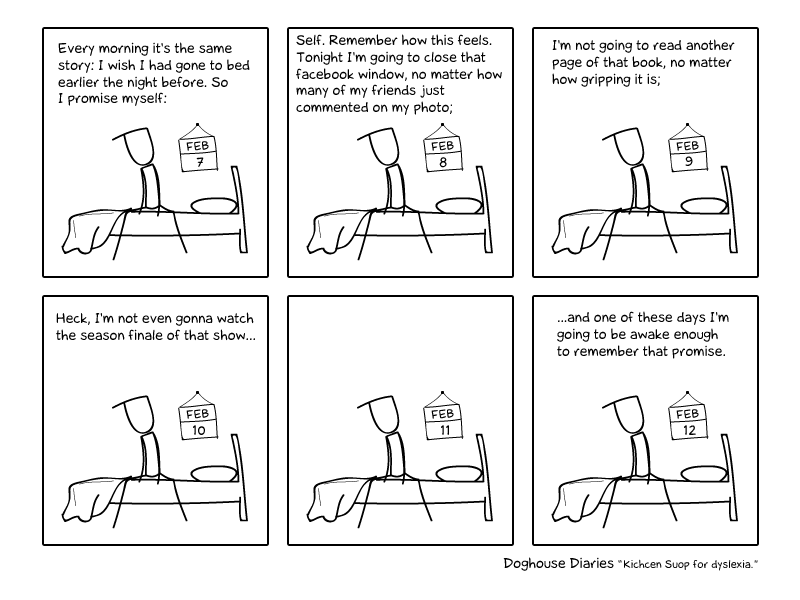 Every morning it's the same
story: I wish I had gone to bed
earlier the night before. So
I promise myself:
FEB
7
Self. Remember how this feels.
Tonight I'm going to close that
facebook window, no matter how
many of my friends just
commented on my photo;
FEB
8
I'm not going to read another
page of that book, no matter
how gripping it is;
FEB
9
Heck, I'm not even gonna watch
the season finale of that show...
FEB
10
FEB
11
...and one of these days I'm
going to be awake enough
to remember that promise.
FEB
12
Doghouse Diaries "Kichcen Suop for dyslexia."